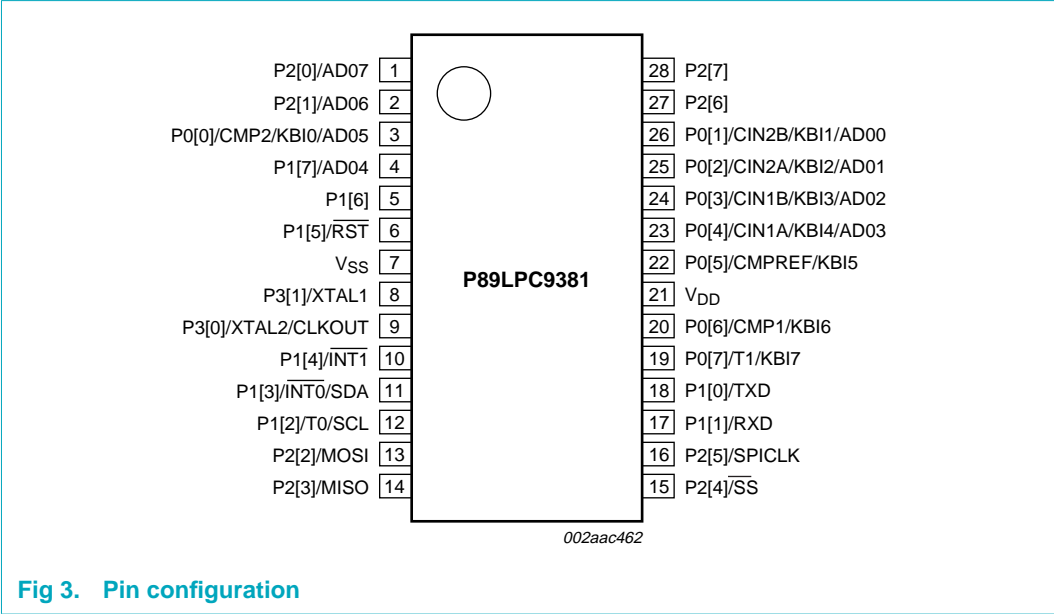 P2[0]/AD07 1
P2[1]/AD06 2
P0[0]/CMP2/KBI0/AD05 3
P1[7]/AD04 4
P1[6] 5
P1[5]/R̅S̅T̅ 6
VSS 7
P3[1]/XTAL1 8
P3[0]/XTAL2/CLKOUT 9
P1[4]/I̅N̅T̅1̅ 10
P1[3]/I̅N̅T̅0̅/SDA 11
P1[2]/T0/SCL 12
P2[2]/MOSI 13
P2[3]/MISO 14
P89LPC9381
28 P2[7]
27 P2[6]
26 P0[1]/CIN2B/KBI1/AD00
25 P0[2]/CIN2A/KBI2/AD01
24 P0[3]/CIN1B/KBI3/AD02
23 P0[4]/CIN1A/KBI4/AD03
22 P0[5]/CMPREF/KBI5
21 VDD
20 P0[6]/CMP1/KBI6
19 P0[7]/T1/KBI7
18 P1[0]/TXD
17 P1[1]/RXD
16 P2[5]/SPICLK
15 P2[4]/S̅S̅
002aac462
Fig 3. Pin configuration